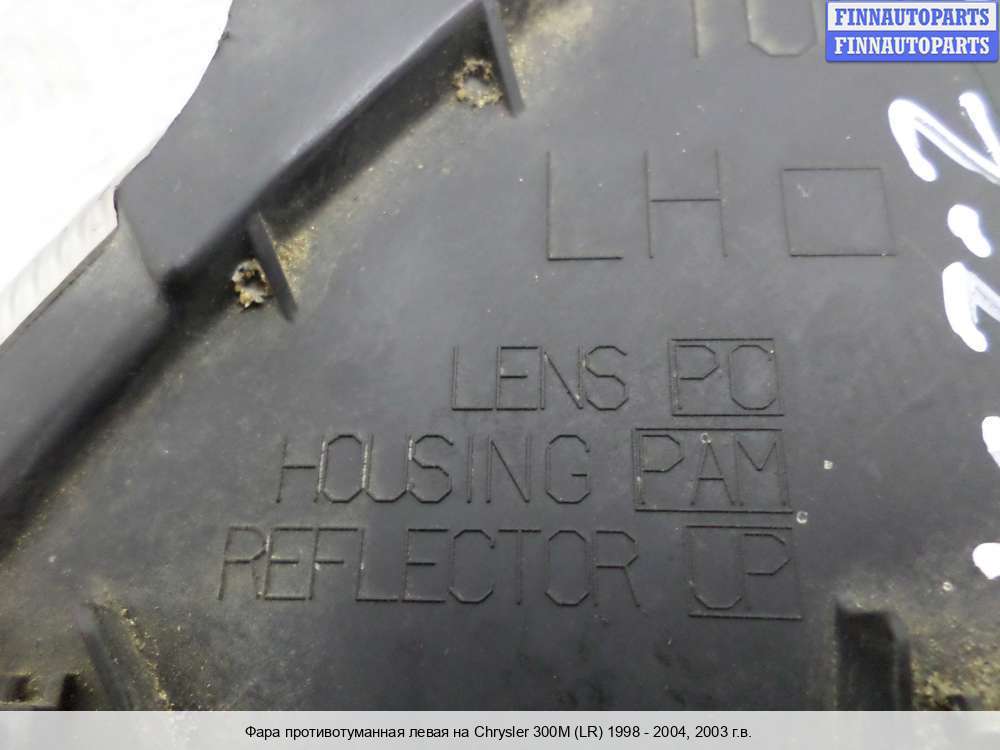 FINNAUTOPARTS
FINNAUTOPARTS
LH
LENS PC
HOUSING PAM
REFLECTOR UP
Фара противотуманная левая на Chrysler 300M (LR) 1998 - 2004, 2003 г.в.